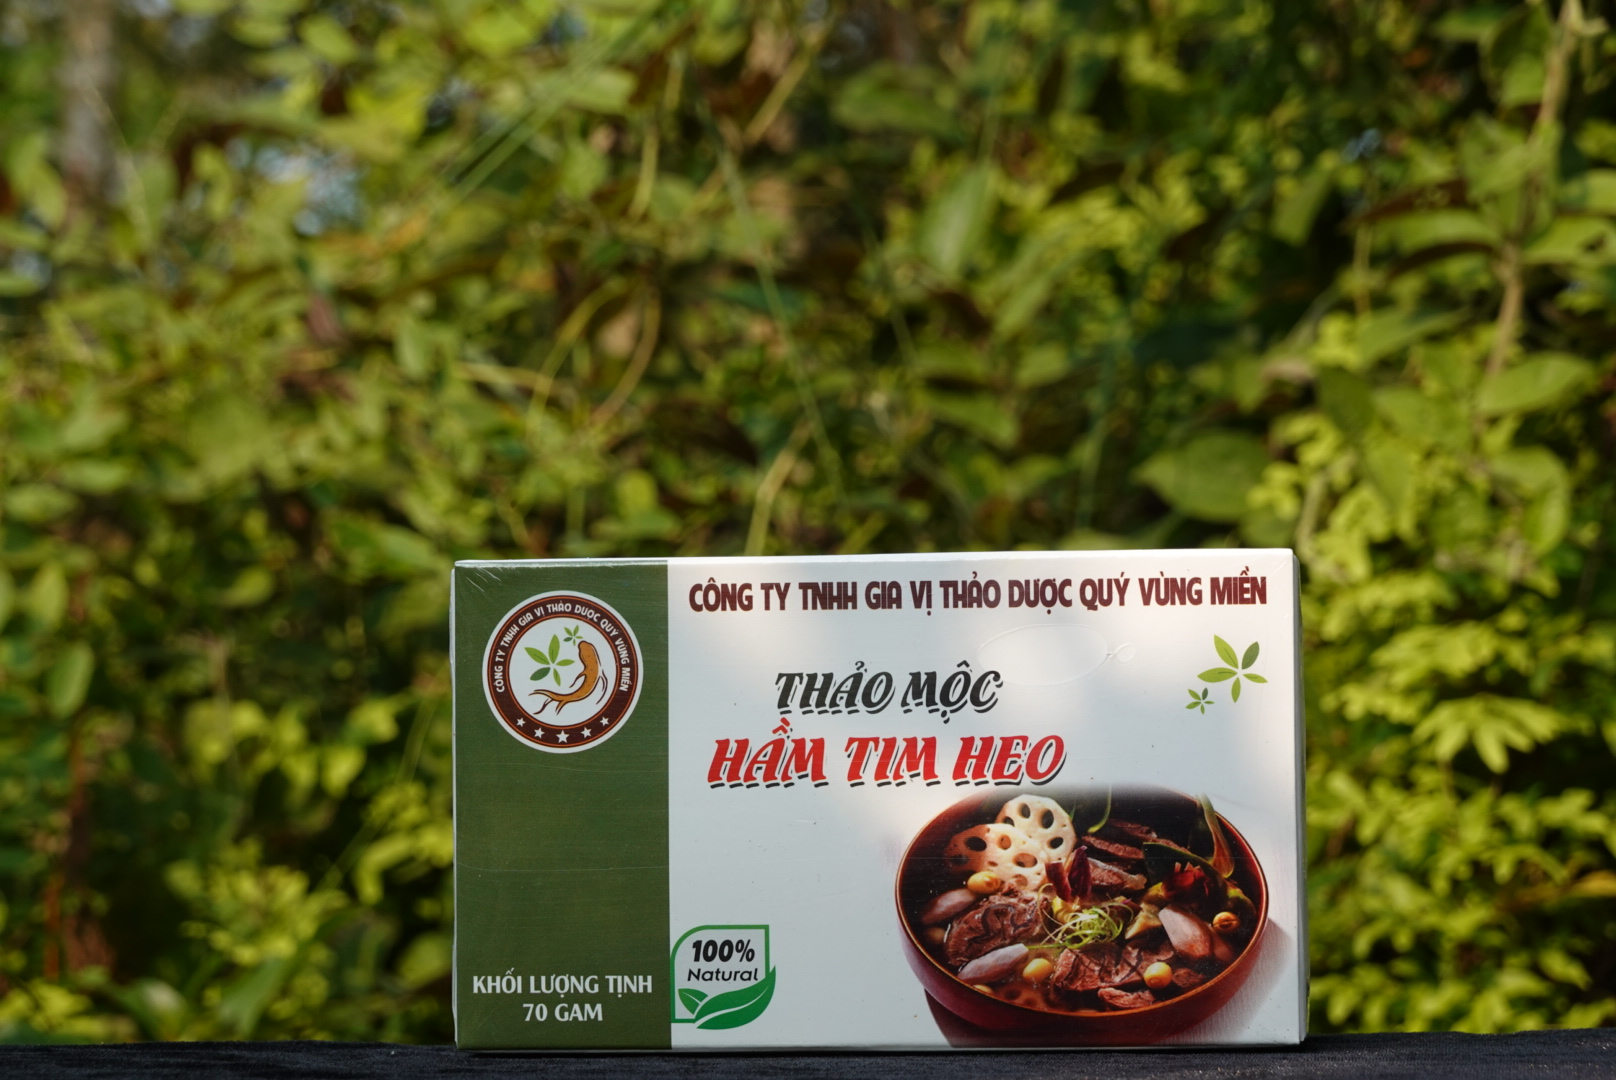 CÔNG TY TNHH GIA VỊ THẢO DƯỢC QUÝ VÙNG MIỀN
CÔNG TY TNHH GIA VỊ THẢO DƯỢC QUÝ VÙNG MIỀN
THẢO MỘC
HẦM TIM HEO
100%
Natural
KHỐI LƯỢNG TỊNH
70 GAM